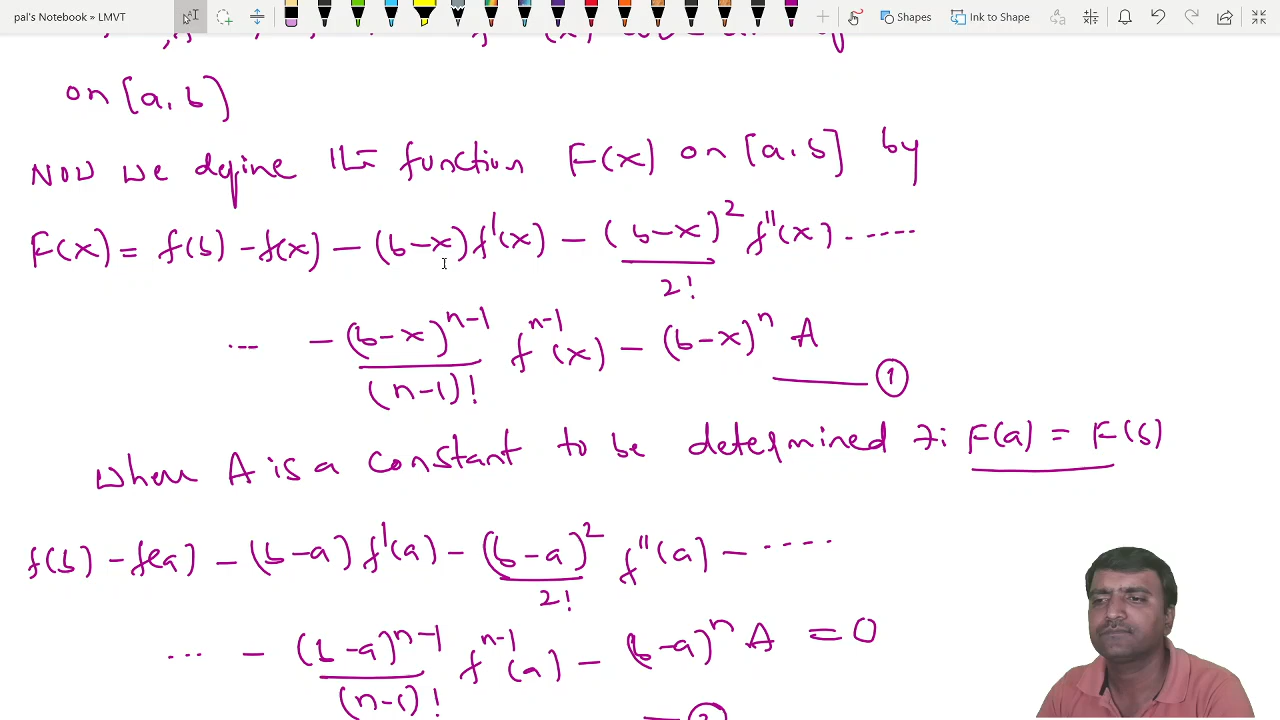 pal's Notebook » LMVT
Shapes Ink to Shape
on [a, b]
Now we define the function F(x) on [a, b] by
F(x) = f(b) - f(x) - (b-x) f'(x) - (b-x)^2/2! f''(x) - ....
... - (b-x)^{n-1}/(n-1)! f^{n-1}(x) - (b-x)^n A —— ①
where A is a constant to be determined F(a) = F(b)
f(b) - f(a) - (b-a) f'(a) - (b-a)^2/2! f''(a) - ....
... - (b-a)^{n-1}/(n-1)! f^{n-1}(a) - (b-a)^n A = 0